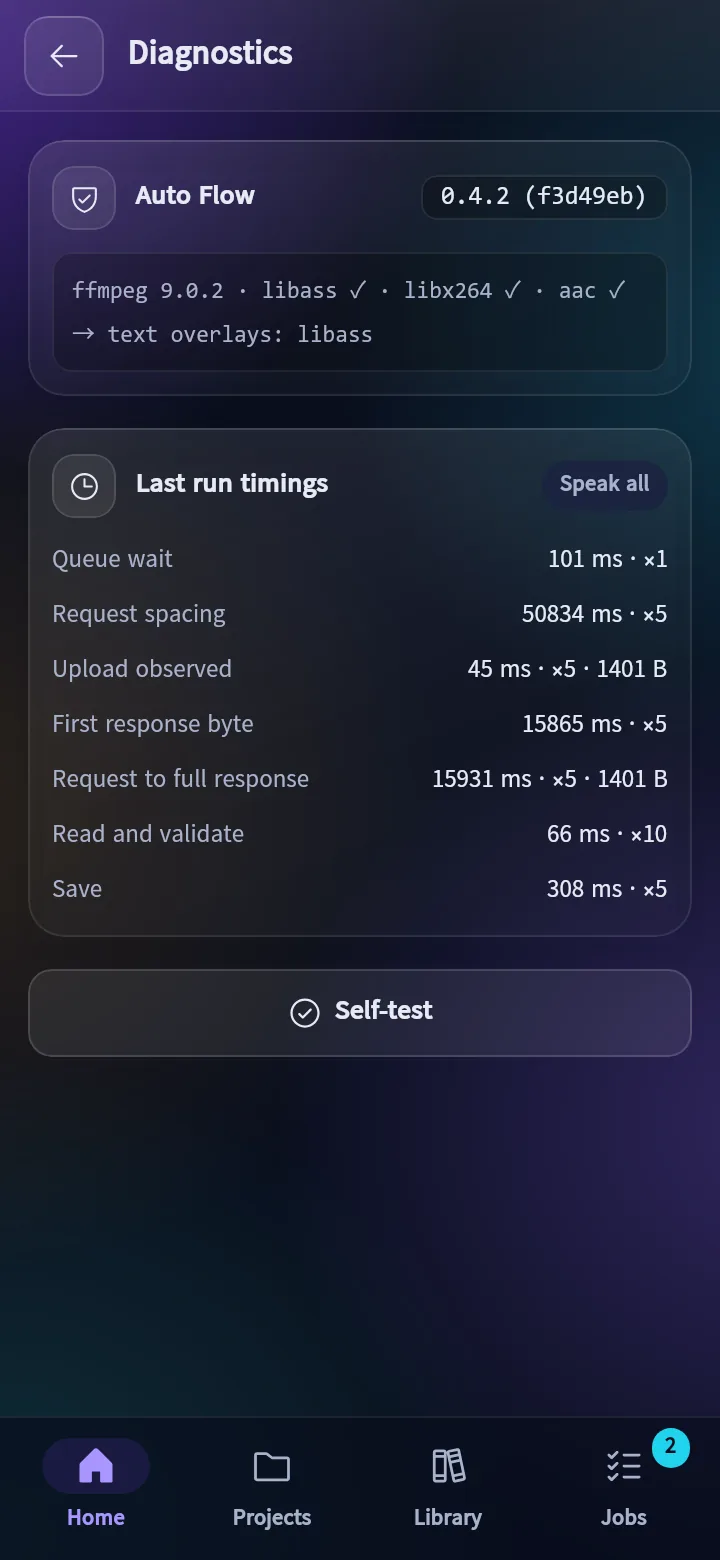 Diagnostics
Auto Flow
0.4.2 (f3d49eb)
ffmpeg 9.0.2 · libass ✓ · libx264 ✓ · aac ✓
→ text overlays: libass
Last run timings
Speak all
Queue wait 101 ms · ×1
Request spacing 50834 ms · ×5
Upload observed 45 ms · ×5 · 1401 B
First response byte 15865 ms · ×5
Request to full response 15931 ms · ×5 · 1401 B
Read and validate 66 ms · ×10
Save 308 ms · ×5
Self-test
2
Home Projects Library Jobs